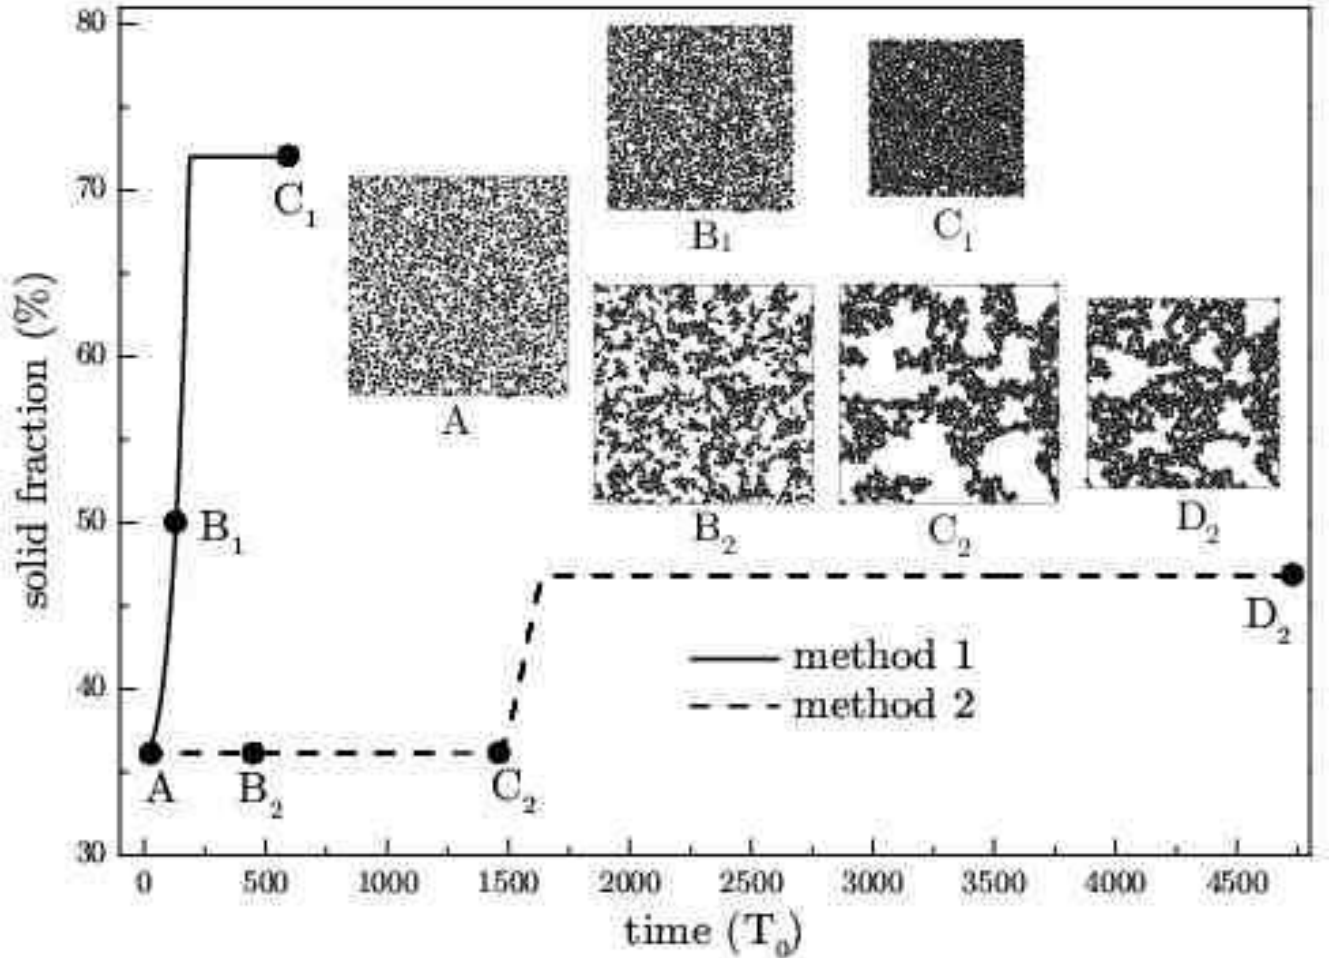 80
70
60
50
40
30
solid fraction (%)
0 500 1000 1500 2000 2500 3000 3500 4000 4500
time (T₀)
A
B₁
C₁
A
B₂
C₂
D₂
B₁
C₁
B₂
C₂
D₂
method 1
method 2